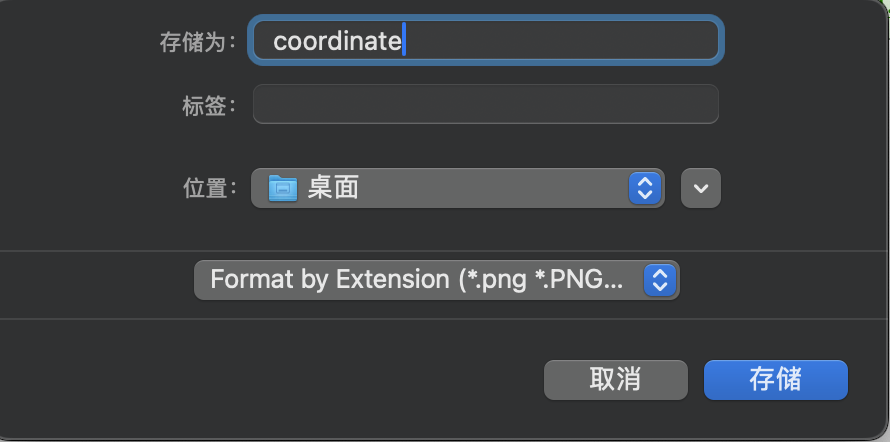 存储为： coordinate
标签：
位置： 桌面
Format by Extension (*.png *.PNG...
取消 存储